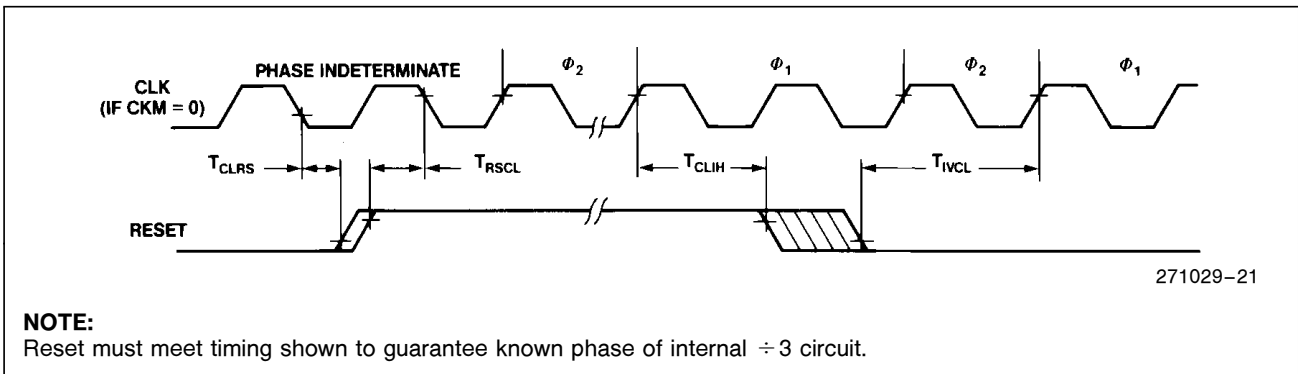 PHASE INDETERMINATE
Φ2
Φ1
Φ2
Φ1
CLK
(IF CKM = 0)
TCLRS
TRSCL
TCLIH
TIVCL
RESET
271029–21
NOTE:
Reset must meet timing shown to guarantee known phase of internal ÷3 circuit.